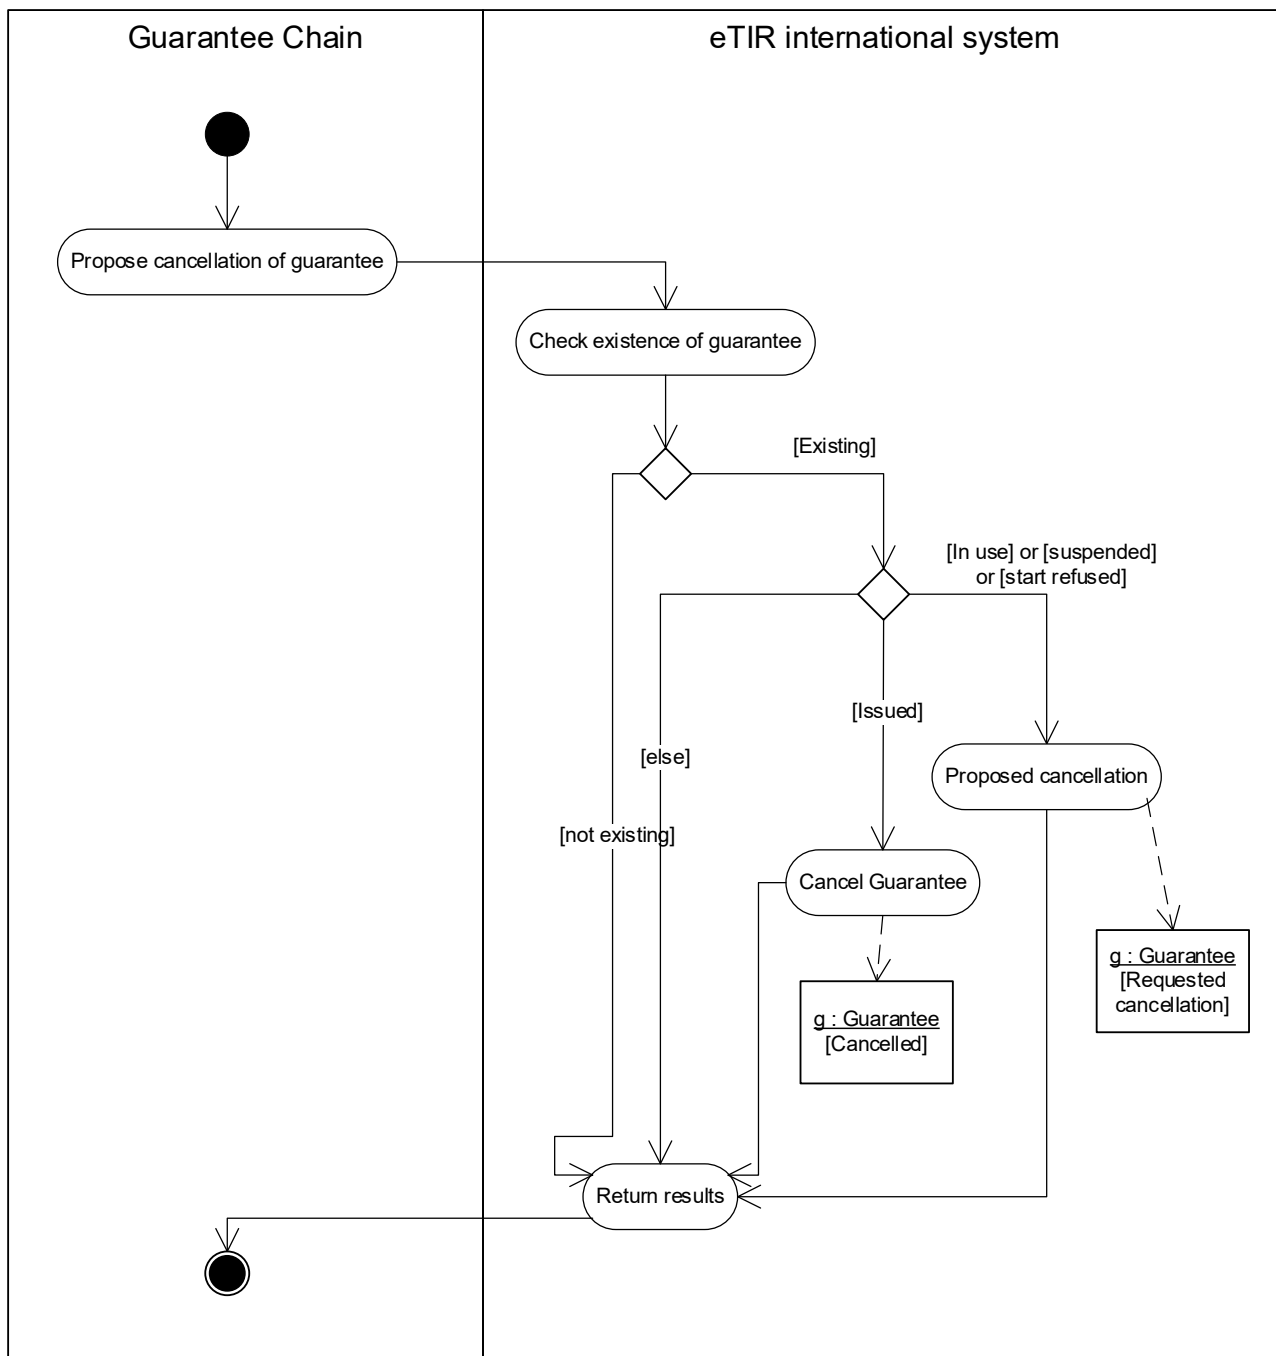 Guarantee Chain
eTIR international system
Propose cancellation of guarantee
Check existence of guarantee
[Existing]
[In use] or [suspended]
or [start refused]
[Issued]
[else]
Proposed cancellation
[not existing]
Cancel Guarantee
g : Guarantee
[Requested
cancellation]
g : Guarantee
[Cancelled]
Return results